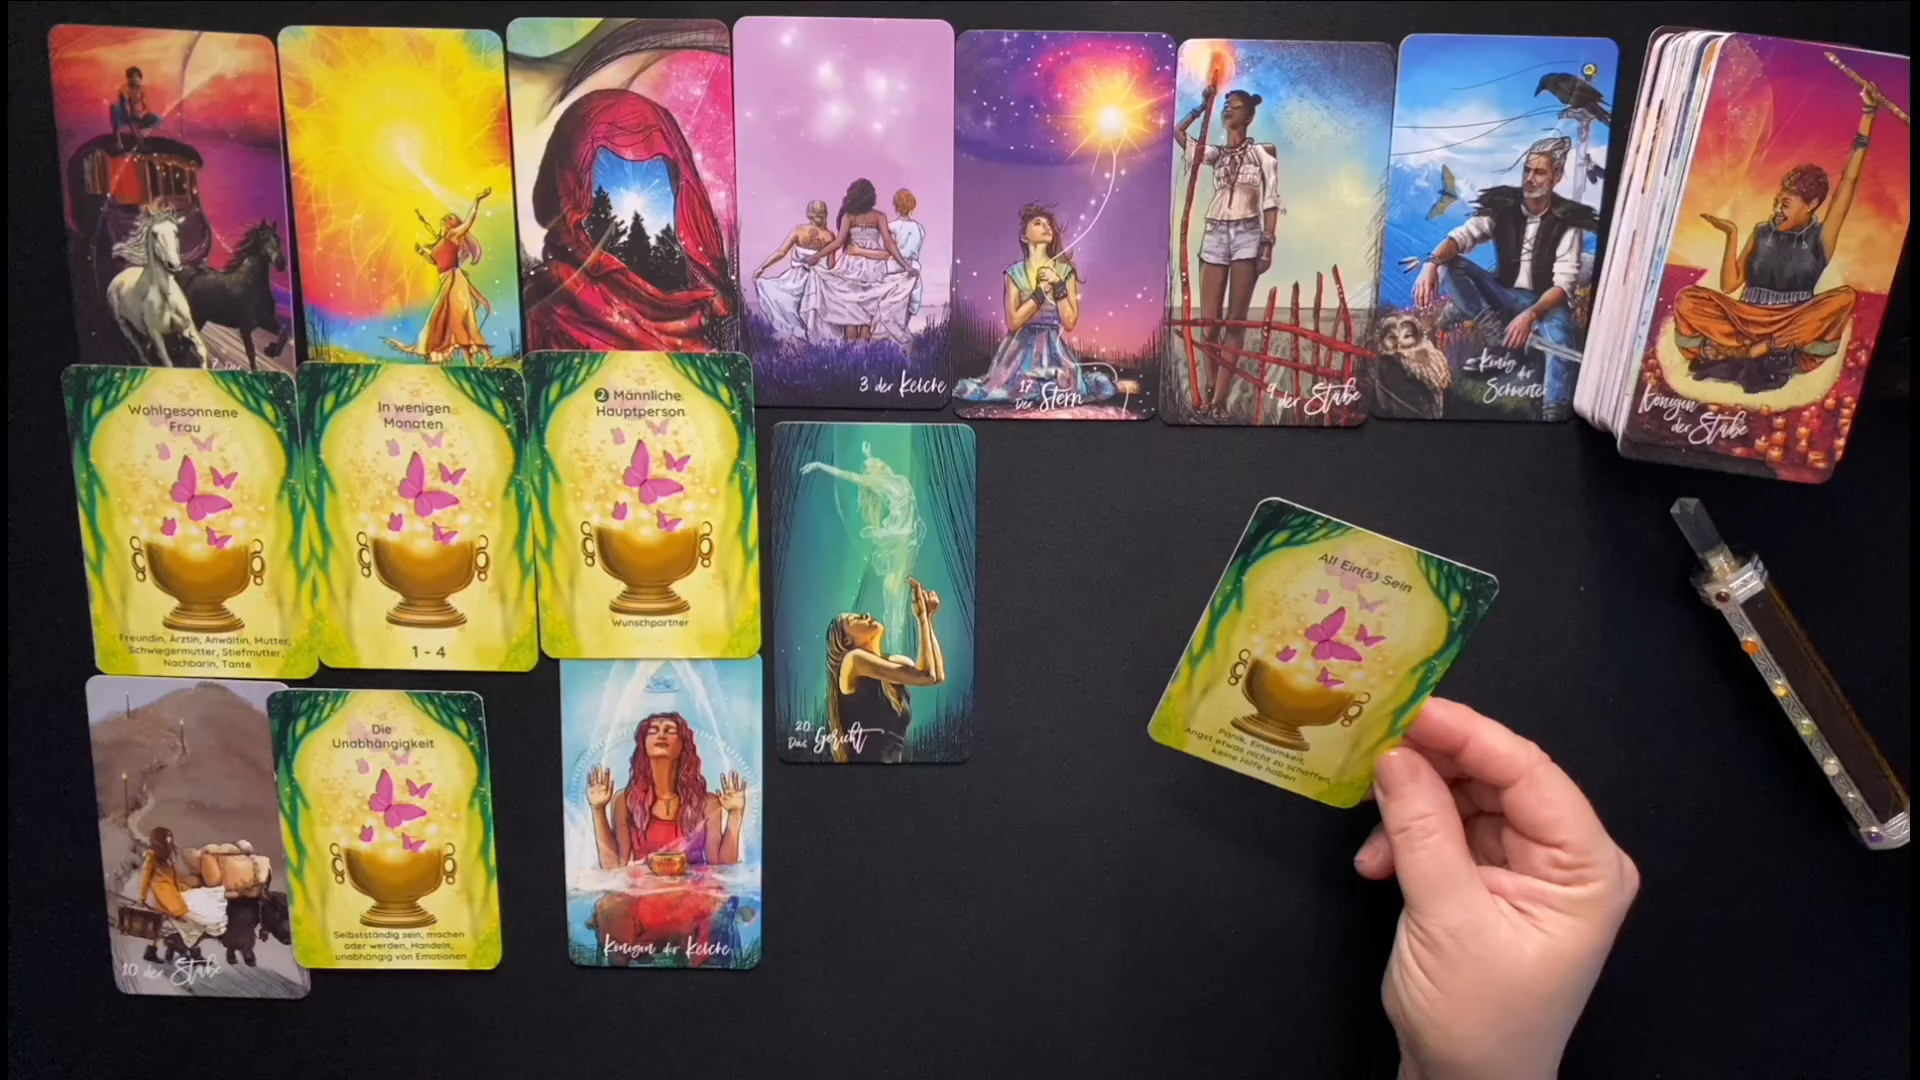 7 der
3 der Kelche
17
Der Stern
9 der Stäbe
König
der
Schwerter
Königin
der Stäbe
Wohlgesonnene
Frau
Freundin, Ärztin, Anwältin, Mutter,
Schwiegermutter, Stiefmutter,
Nachbarin, Tante
In wenigen
Monaten
1 - 4
2 Männliche
Hauptperson
Wunschpartner
20
Das Gericht
All Ein(s) Sein
Panik, Einsamkeit,
Angst etwas nicht zu schaffen,
keine Hilfe haben
10 der Stäbe
Die
Unabhängigkeit
Selbstständig sein, machen
oder werden, Handeln,
unabhängig von Emotionen
Königin der Kelche